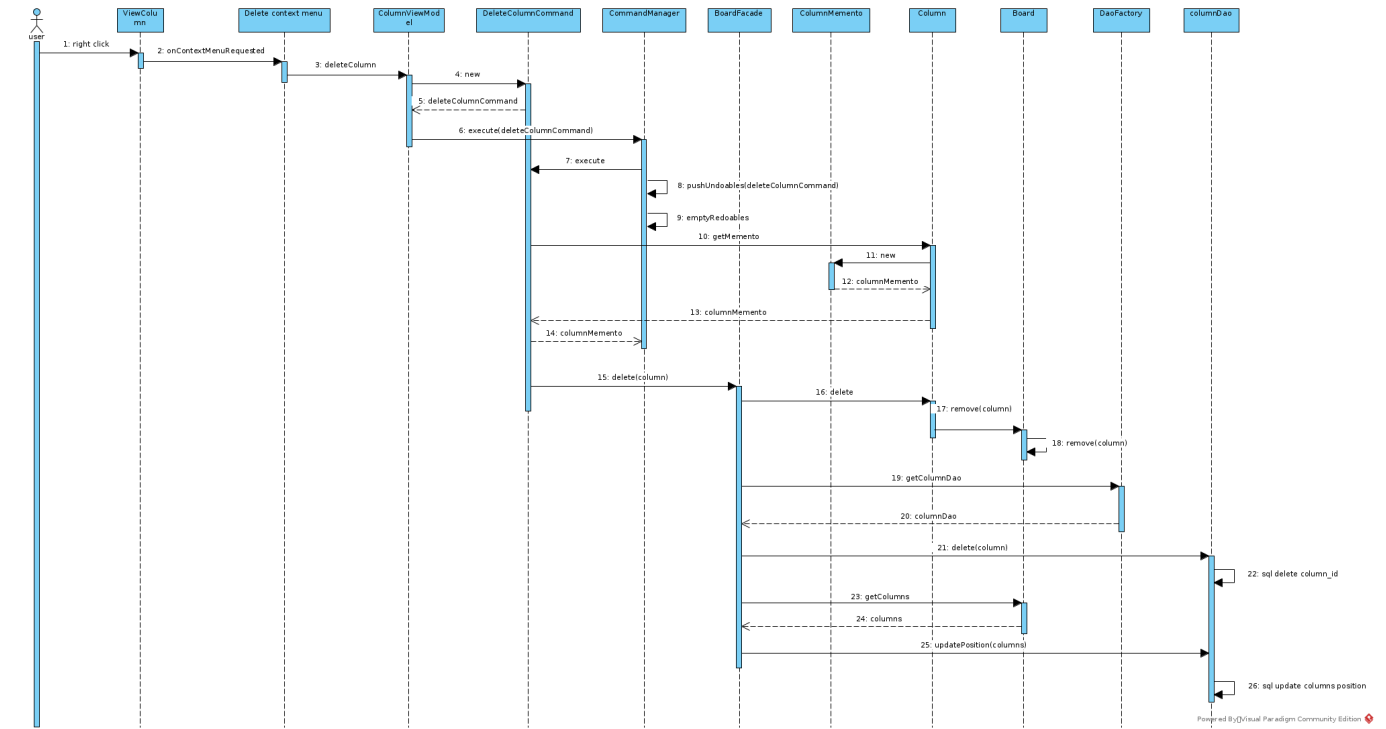 ViewColu
mn
Delete context menu
ColumnViewMod
el
DeleteColumnCommand
CommandManager
BoardFacade
ColumnMemento
Column
Board
DaoFactory
columnDao
user
1: right click
2: onContextMenuRequested
3: deleteColumn
4: new
5: deleteColumnCommand
6: execute(deleteColumnCommand)
7: execute
8: pushUndoables(deleteColumnCommand)
9: emptyRedoables
10: getMemento
11: new
12: columnMemento
13: columnMemento
14: columnMemento
15: delete(column)
16: delete
17: remove(column)
18: remove(column)
19: getColumnDao
20: columnDao
21: delete(column)
22: sql delete column_id
23: getColumns
24: columns
25: updatePosition(columns)
26: sql update columns position
Powered By▯Visual Paradigm Community Edition